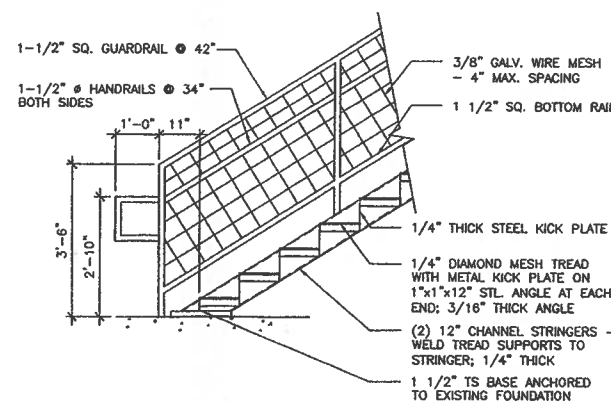 1-1/2" SQ. GUARDRAIL @ 42"
1-1/2" ø HANDRAILS @ 34"
BOTH SIDES
1'-0" 11"
3'-6"
2'-10"
3/8" GALV. WIRE MESH
- 4" MAX. SPACING
1 1/2" SQ. BOTTOM RAIL
1/4" THICK STEEL KICK PLATE
1/4" DIAMOND MESH TREAD
WITH METAL KICK PLATE ON
1"x1"x12" STL. ANGLE AT EACH
END; 3/16" THICK ANGLE
(2) 12" CHANNEL STRINGERS -
WELD TREAD SUPPORTS TO
STRINGER; 1/4" THICK
1 1/2" TS BASE ANCHORED
TO EXISTING FOUNDATION